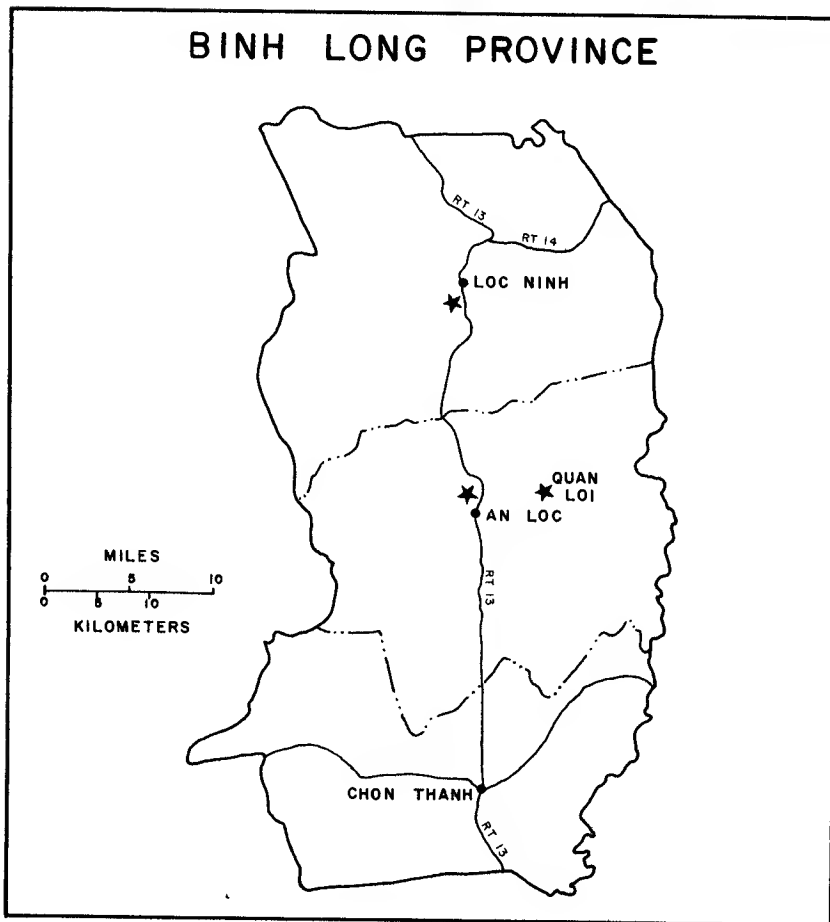 BINH LONG PROVINCE
RT 13
RT 14
LOC NINH
QUAN
LOI
AN LOC
MILES
0 5 10
0 5 10
KILOMETERS
RT 13
CHON THANH
RT 13